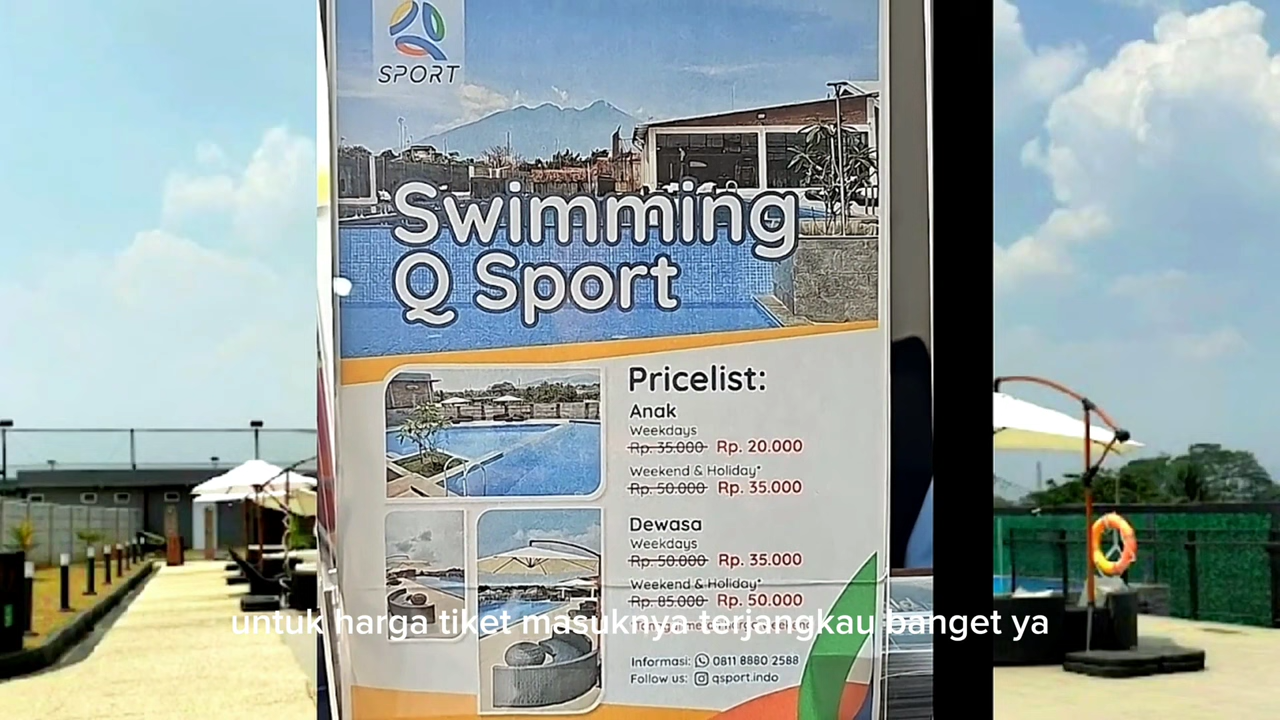 SPORT
Swimming
Q Sport
Pricelist:
Anak
Weekdays
Rp. 35.000 Rp. 20.000
Weekend & Holiday*
Rp. 50.000 Rp. 35.000
Dewasa
Weekdays
Rp. 50.000 Rp. 35.000
Weekend & Holiday*
Rp. 85.000 Rp. 50.000
untuk harga tiket masuknya terjangkau banget ya
Informasi: 0811 8880 2588
Follow us: qsport.indo